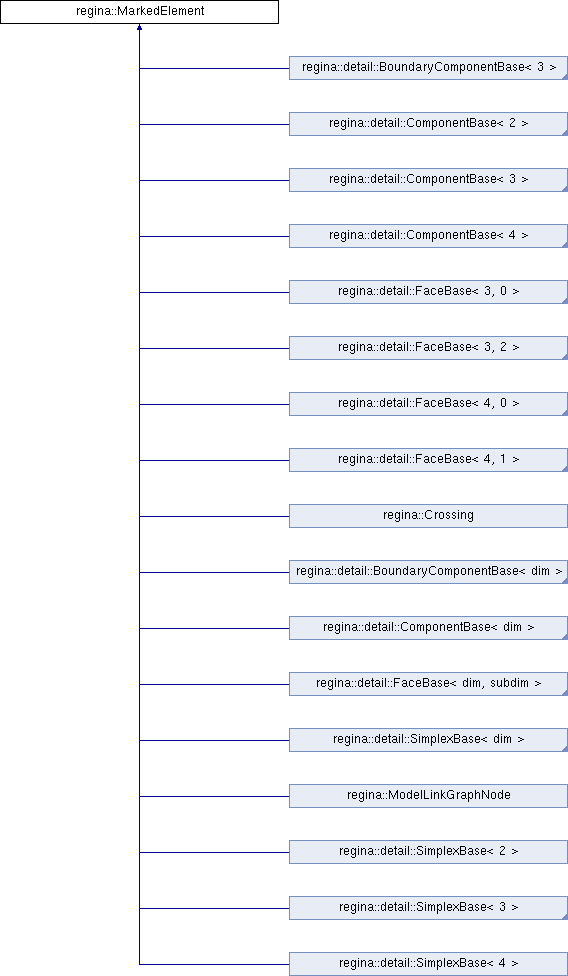 regina::MarkedElement
regina::detail::BoundaryComponentBase< 3 >
regina::detail::ComponentBase< 2 >
regina::detail::ComponentBase< 3 >
regina::detail::ComponentBase< 4 >
regina::detail::FaceBase< 3, 0 >
regina::detail::FaceBase< 3, 2 >
regina::detail::FaceBase< 4, 0 >
regina::detail::FaceBase< 4, 1 >
regina::Crossing
regina::detail::BoundaryComponentBase< dim >
regina::detail::ComponentBase< dim >
regina::detail::FaceBase< dim, subdim >
regina::detail::SimplexBase< dim >
regina::ModelLinkGraphNode
regina::detail::SimplexBase< 2 >
regina::detail::SimplexBase< 3 >
regina::detail::SimplexBase< 4 >